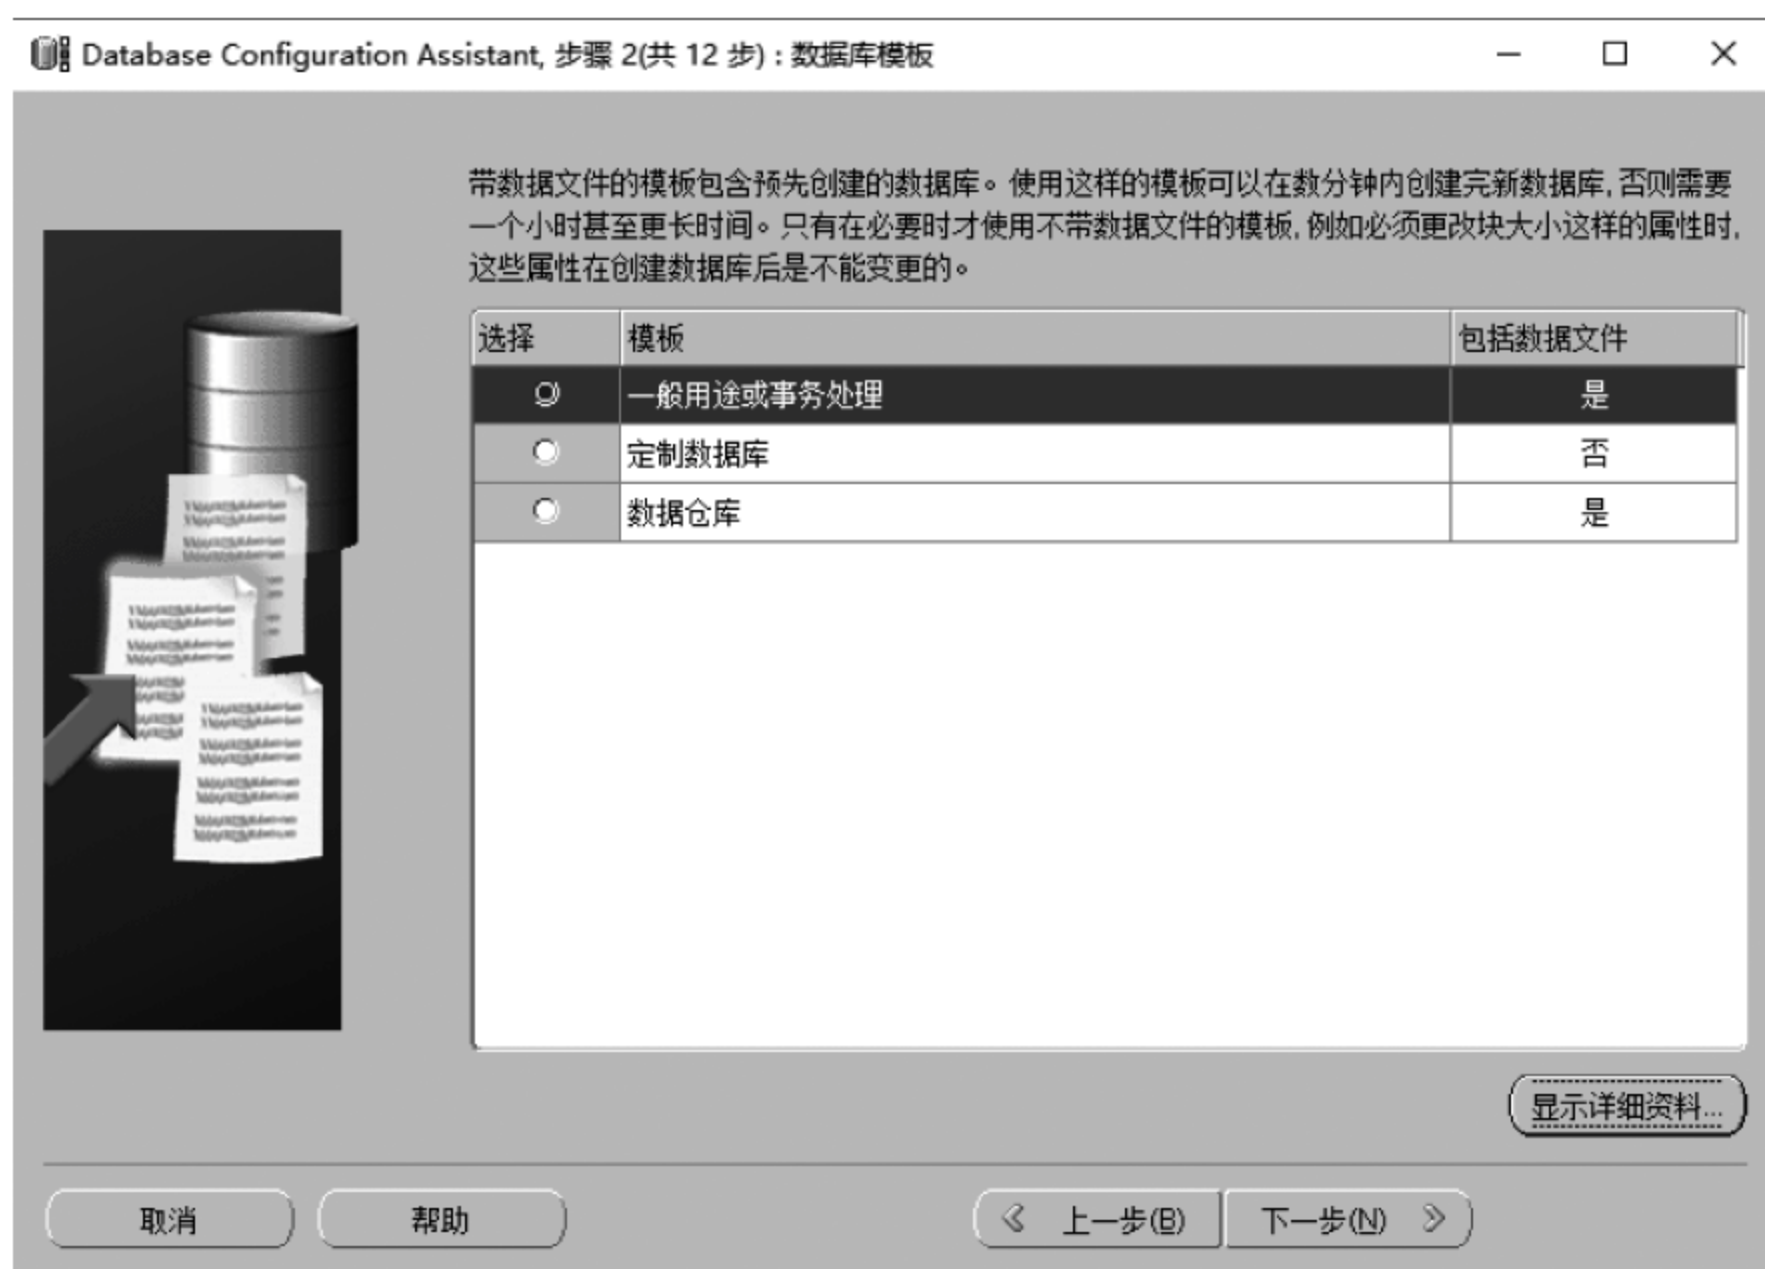 Database Configuration Assistant, 步骤 2(共 12 步) : 数据库模板
带数据文件的模板包含预先创建的数据库。使用这样的模板可以在数分钟内创建完新数据库, 否则需要
一个小时甚至更长时间。只有在必要时才使用不带数据文件的模板, 例如必须更改块大小这样的属性时,
这些属性在创建数据库后是不能变更的。
选择 模板 包括数据文件
一般用途或事务处理 是
定制数据库 否
数据仓库 是
显示详细资料...
取消 帮助 上一步(B) 下一步(N)